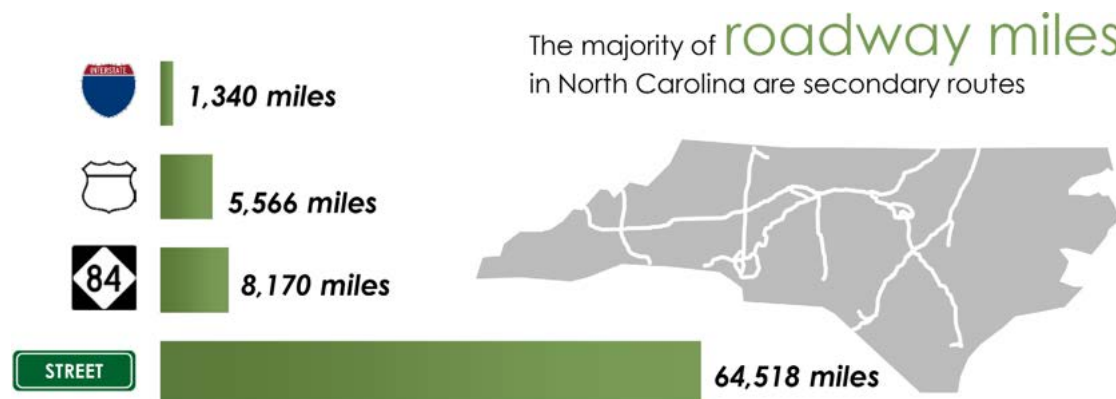 The majority of roadway miles
in North Carolina are secondary routes
INTERSTATE
1,340 miles
5,566 miles
84
8,170 miles
STREET
64,518 miles